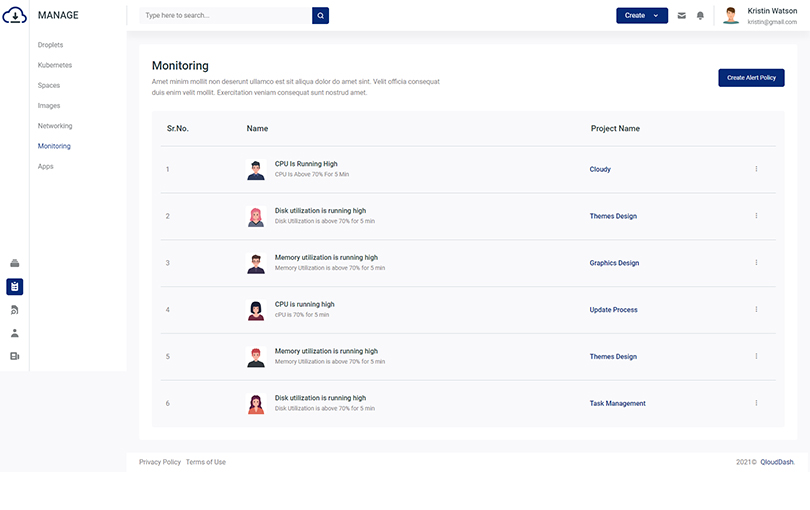 MANAGE
Type here to search...
Create
Kristin Watson
kristin@gmail.com
Droplets
Kubernetes
Spaces
Images
Networking
Monitoring
Apps
Monitoring
Amet minim mollit non deserunt ullamco est sit aliqua dolor do amet sint. Velit officia consequat
duis enim velit mollit. Exercitation veniam consequat sunt nostrud amet.
Create Alert Policy
Sr.No. Name Project Name
1 CPU Is Running High Cloudy
CPU Is Above 70% For 5 Min
2 Disk utilization is running high Themes Design
Disk Utilization is above 70% for 5 min
3 Memory utilization is running high Graphics Design
Memory Utilization is above 70% for 5 min
4 CPU is running high Update Process
cPU is 70% for 5 min
5 Memory utilization is running high Themes Design
Memory Utilization is above 70% for 5 min
6 Disk utilization is running high Task Management
Disk Utilization is above 70% for 5 min
Privacy Policy Terms of Use 2021© QloudDash.